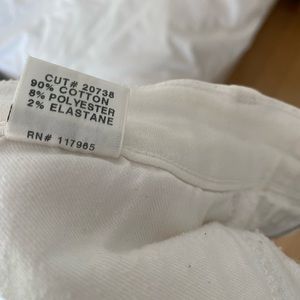 CUT# 20738
90% COTTON
8% POLYESTER
2% ELASTANE
RN# 117965